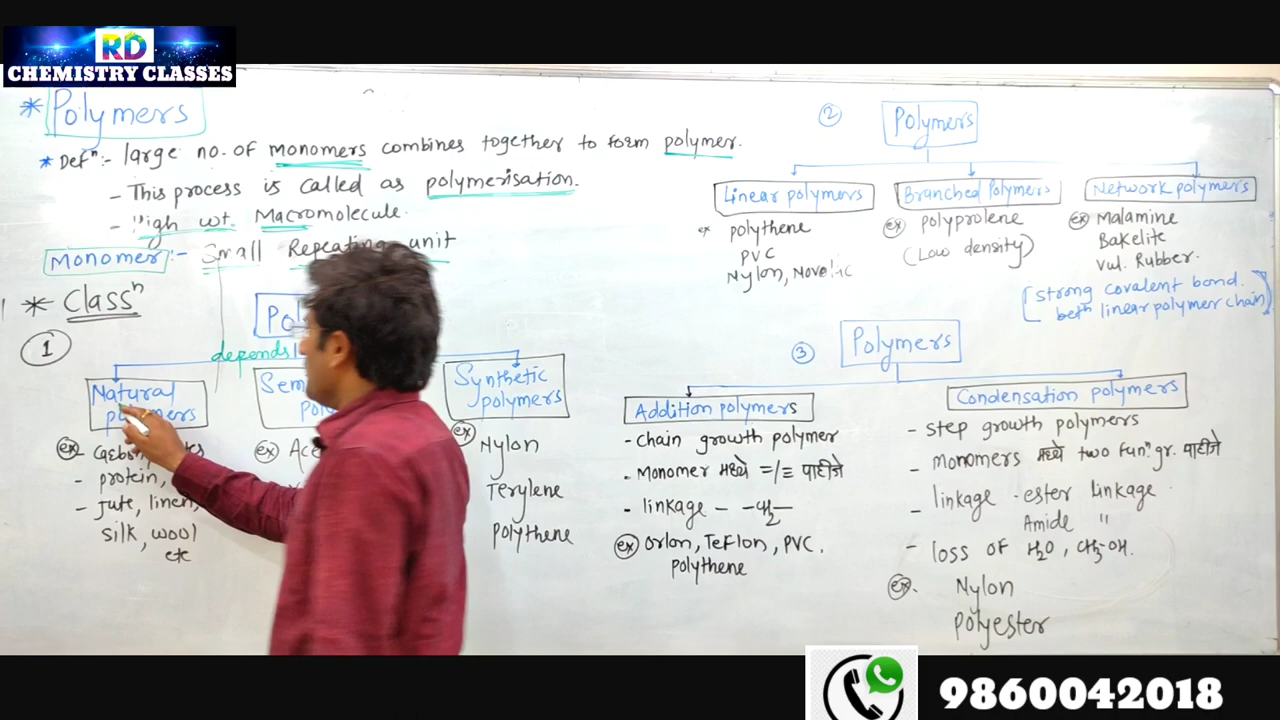 RD
CHEMISTRY CLASSES
* Polymers
* Defⁿ :- large no. of monomers combines together to form polymer.
- This process is called as polymerisation.
- High wt. Macromolecule.
Monomer :- Small Repeating unit
* Classⁿ
1
depends
Natural polymers
ex - 
- protein,
- Jute, linen,
silk, wool
etc
ex Ace
Synthetic polymers
ex Nylon
Terylene
polythene
2 Polymers
Linear polymers
ex polythene
PVC
Nylon,
Branched Polymers
ex polyprolene
(Low density)
Network polymers
ex Malamine
Bakelite
Vul. Rubber.
[strong covalent bond.
betⁿ linear polymer chain]
3 Polymers
Addition polymers
- chain growth polymer
- Monomer मध्ये =/≡ पाहीजे
- linkage - -CH₂-
ex Orlon, Teflon, PVC.
polythene
Condensation polymers
- step growth polymers
- monomers मध्ये two funⁿ. gr. पाहीजे
- linkage - ester linkage
Amide "
- loss of H₂O, CH₃-OH.
ex. Nylon
polyester
9860042018